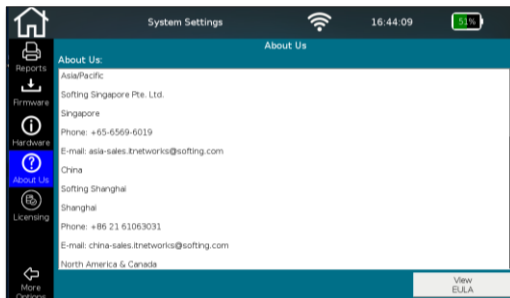 System Settings
16:44:09
51%
About Us
Reports
Firmware
Hardware
About Us
Licensing
More
Options
About Us:
Asia/Pacific
Softing Singapore Pte. Ltd.
Singapore
Phone: +65-6569-6019
E-mail: asia-sales.itnetworks@softing.com
China
Softing Shanghai
Shanghai
Phone: +86 21 61063031
E-mail: china-sales.itnetworks@softing.com
North America & Canada
View
EULA